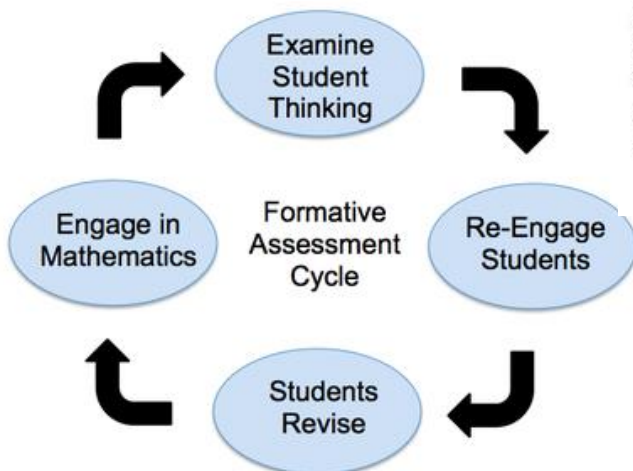 Examine
Student
Thinking
Engage in
Mathematics
Formative
Assessment
Cycle
Re-Engage
Students
Students
Revise